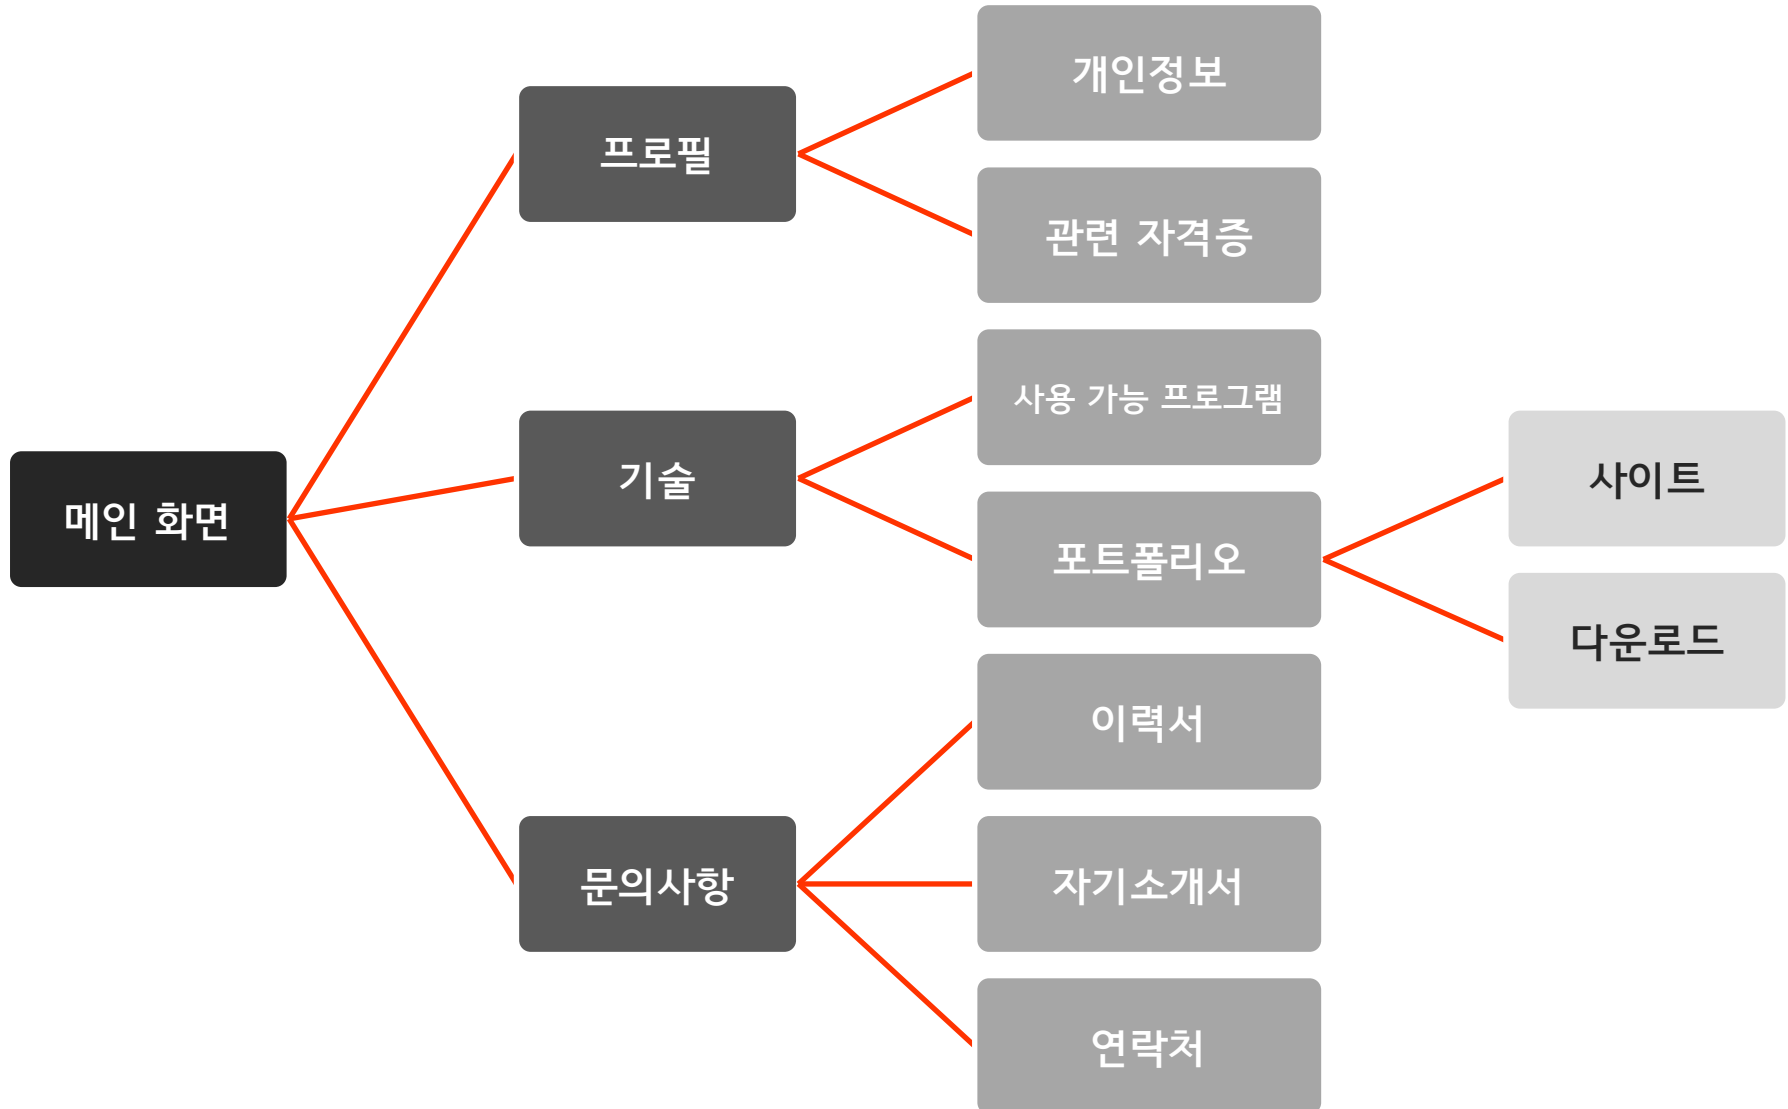 메인 화면
프로필
개인정보
관련 자격증
기술
사용 가능 프로그램
포트폴리오
사이트
다운로드
문의사항
이력서
자기소개서
연락처